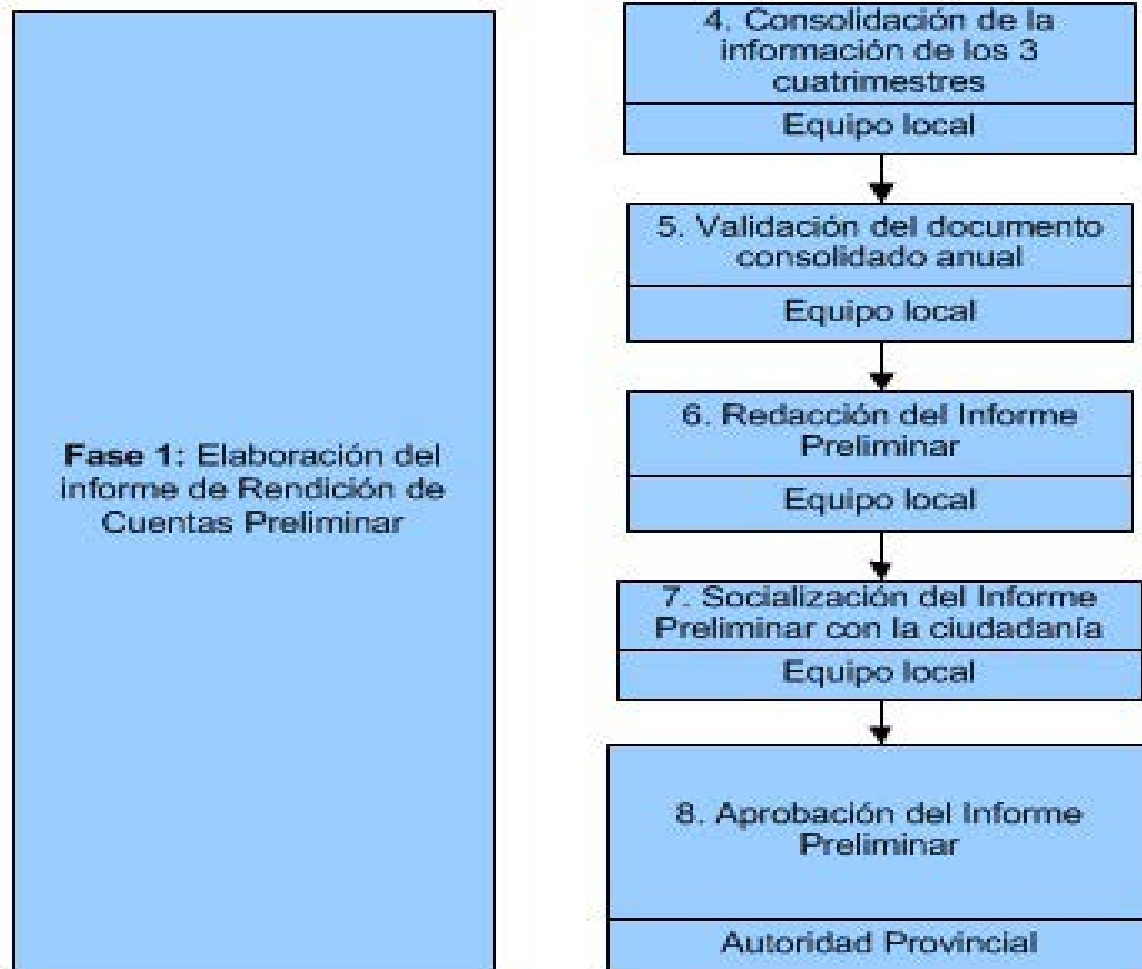 Fase 1: Elaboración del
informe de Rendición de
Cuentas Preliminar
4. Consolidación de la
información de los 3
cuatrimestres
Equipo local
5. Validación del documento
consolidado anual
Equipo local
6. Redacción del Informe
Preliminar
Equipo local
7. Socialización del Informe
Preliminar con la ciudadanía
Equipo local
8. Aprobación del Informe
Preliminar
Autoridad Provincial